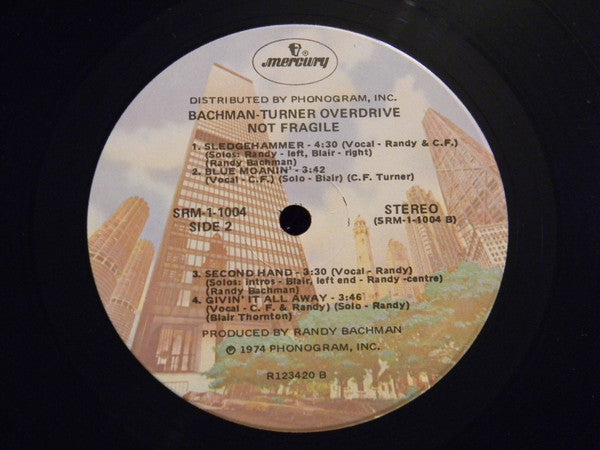 mercury ®
DISTRIBUTED BY PHONOGRAM, INC.
BACHMAN-TURNER OVERDRIVE
NOT FRAGILE
1. SLEDGEHAMMER - 4:30 (Vocal - Randy & C.F.)
(Solos: Randy - left, Blair - right)
(Randy Bachman)
2. BLUE MOANIN' - 3:42
(Vocal - C.F.) (Solo - Blair) (C.F. Turner)
SRM-1-1004
SIDE 2
STEREO
(SRM-1-1004 B)
3. SECOND HAND - 3:30 (Vocal - Randy)
(Solos: intros - Blair, left end - Randy -centre)
(Randy Bachman)
4. GIVIN' IT ALL AWAY - 3:46
(Vocal - C. F. & Randy) (Solo - Randy)
(Blair Thornton)
PRODUCED BY RANDY BACHMAN
℗ 1974 PHONOGRAM, INC.
R123420 B